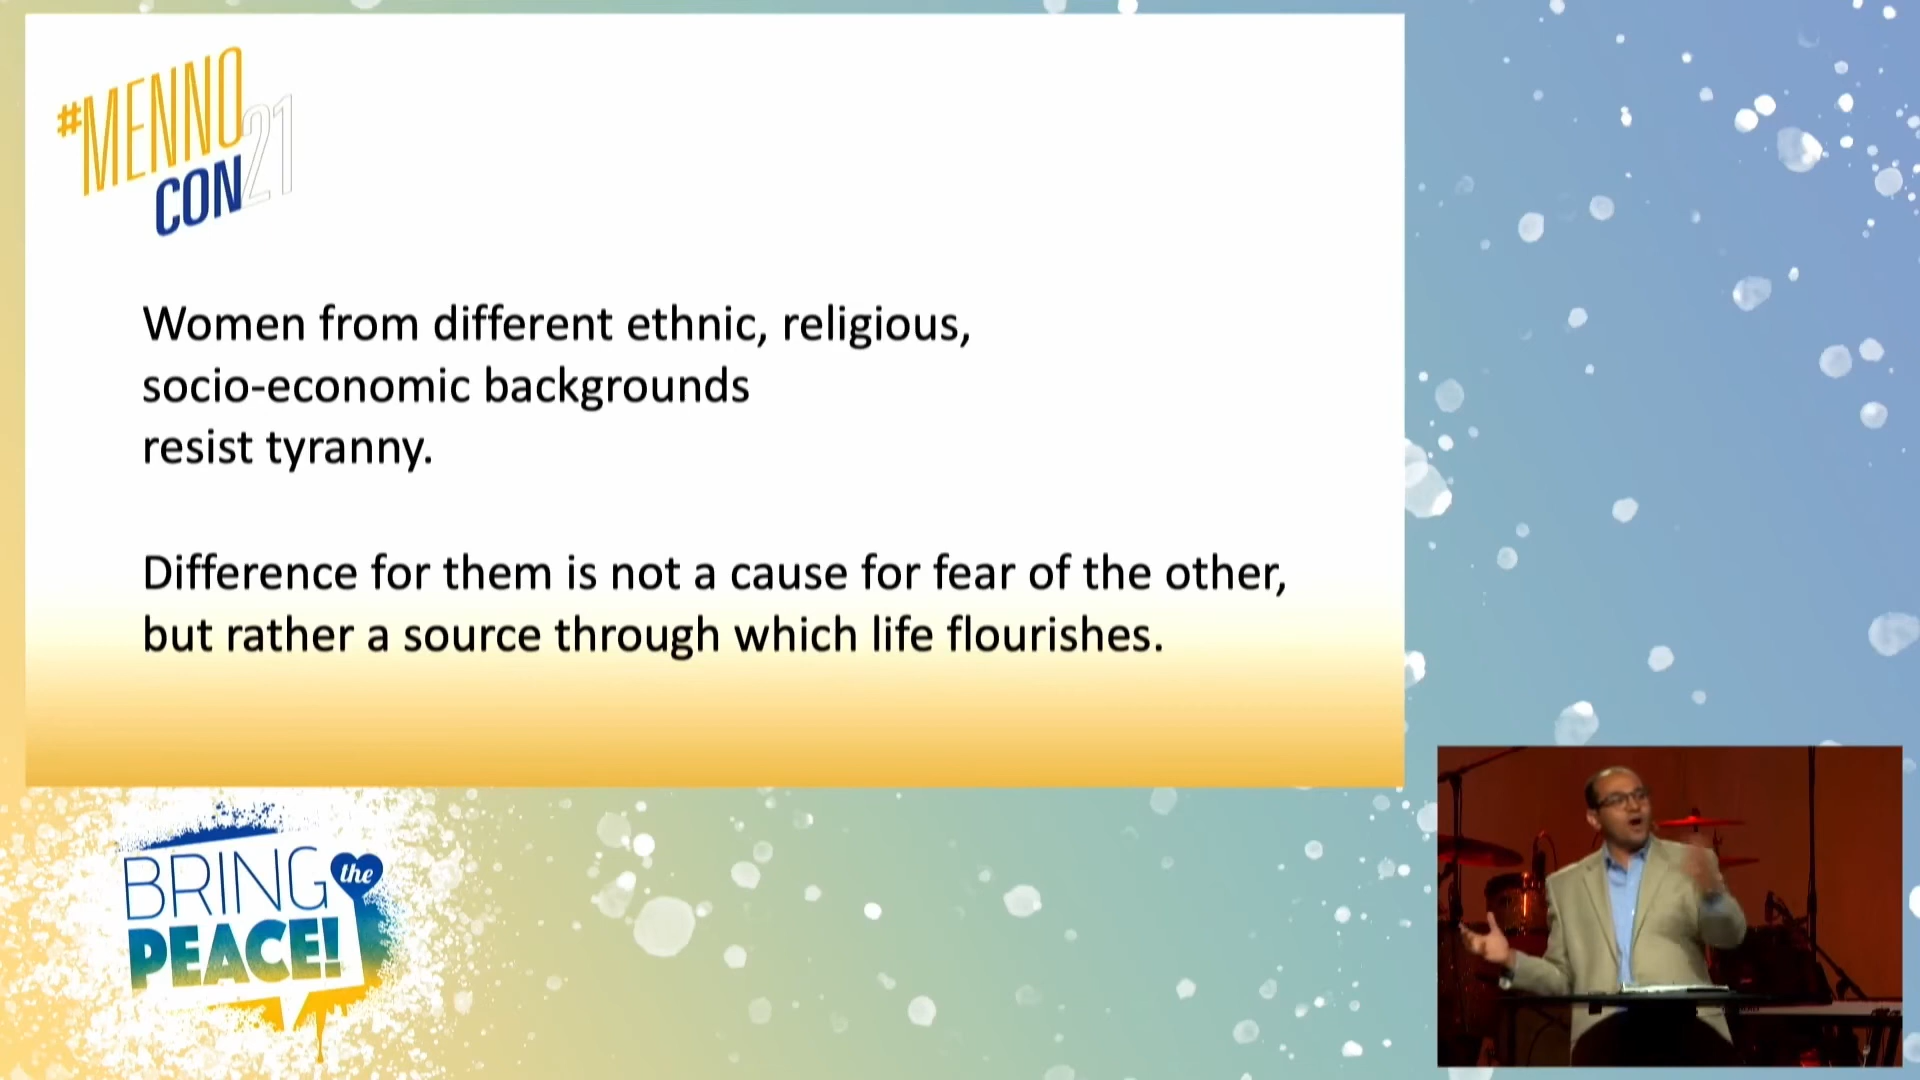 #MENNO
CON21
Women from different ethnic, religious,
socio-economic backgrounds
resist tyranny.
Difference for them is not a cause for fear of the other,
but rather a source through which life flourishes.
BRING the
PEACE!